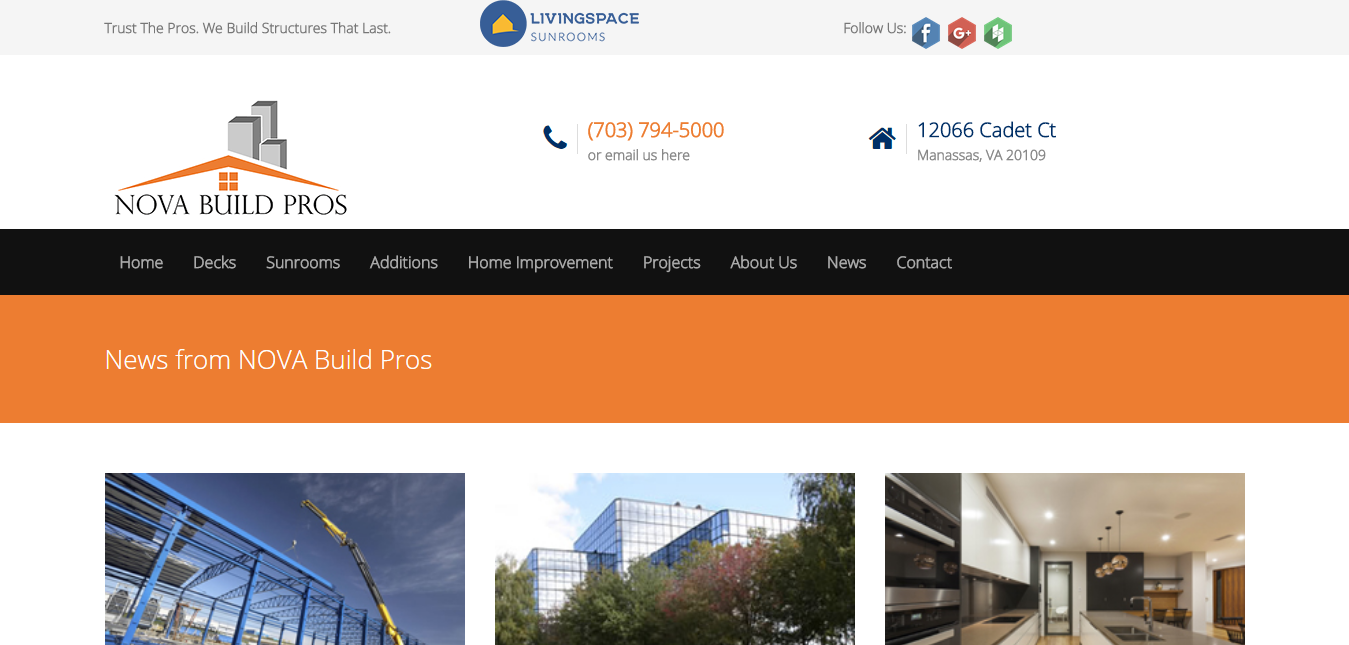 Trust The Pros. We Build Structures That Last.
LIVINGSPACE
SUNROOMS
Follow Us:
f
G+
NOVA BUILD PROS
(703) 794-5000
or email us here
12066 Cadet Ct
Manassas, VA 20109
Home Decks Sunrooms Additions Home Improvement Projects About Us News Contact
News from NOVA Build Pros